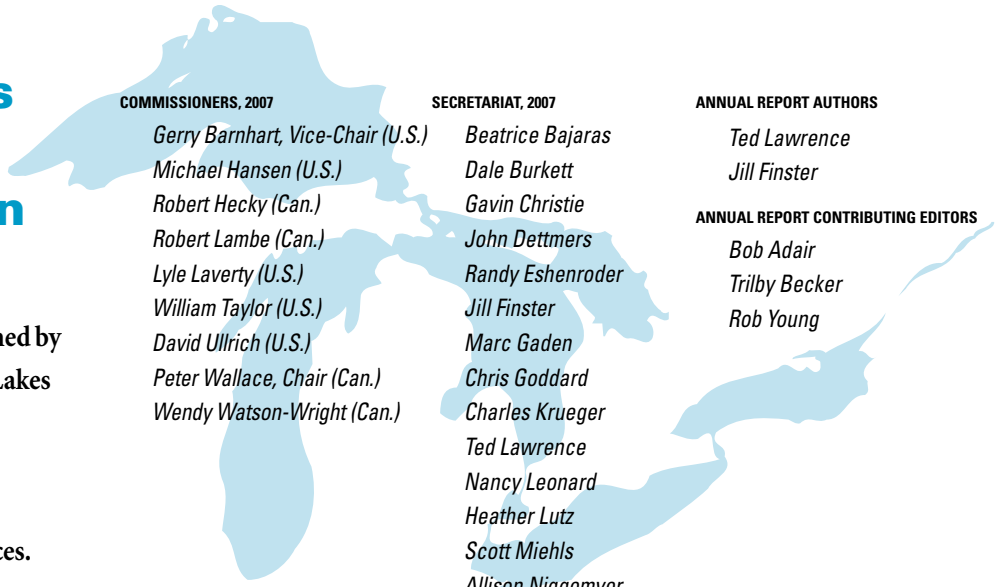 s
n
ned by
Lakes
ces.
COMMISSIONERS, 2007
Gerry Barnhart, Vice-Chair (U.S.)
Michael Hansen (U.S.)
Robert Hecky (Can.)
Robert Lambe (Can.)
Lyle Laverty (U.S.)
William Taylor (U.S.)
David Ullrich (U.S.)
Peter Wallace, Chair (Can.)
Wendy Watson-Wright (Can.)
SECRETARIAT, 2007
Beatrice Bajaras
Dale Burkett
Gavin Christie
John Dettmers
Randy Eshenroder
Jill Finster
Marc Gaden
Chris Goddard
Charles Krueger
Ted Lawrence
Nancy Leonard
Heather Lutz
Scott Miehls
Allison Niggemyer
ANNUAL REPORT AUTHORS
Ted Lawrence
Jill Finster
ANNUAL REPORT CONTRIBUTING EDITORS
Bob Adair
Trilby Becker
Rob Young